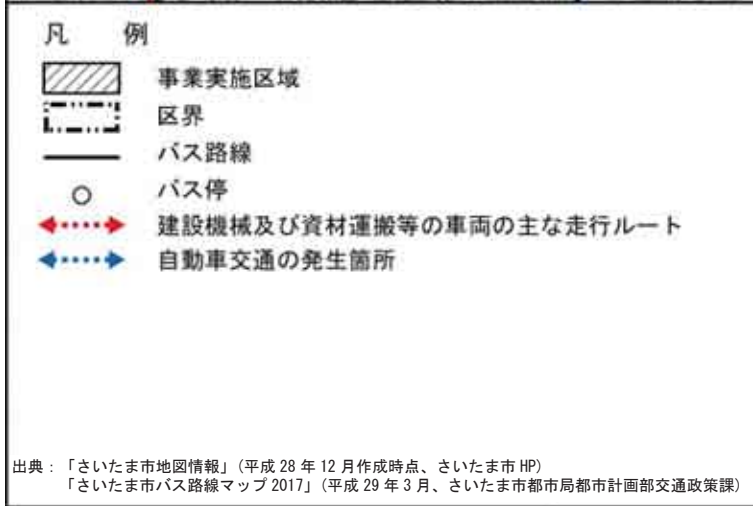 凡 例
事業実施区域
区界
バス路線
バス停
建設機械及び資材運搬等の車両の主な走行ルート
自動車交通の発生箇所
出典：「さいたま市地図情報」（平成 28 年 12 月作成時点、さいたま市 HP）
「さいたま市バス路線マップ 2017」（平成 29 年 3 月、さいたま市都市局都市計画部交通政策課）